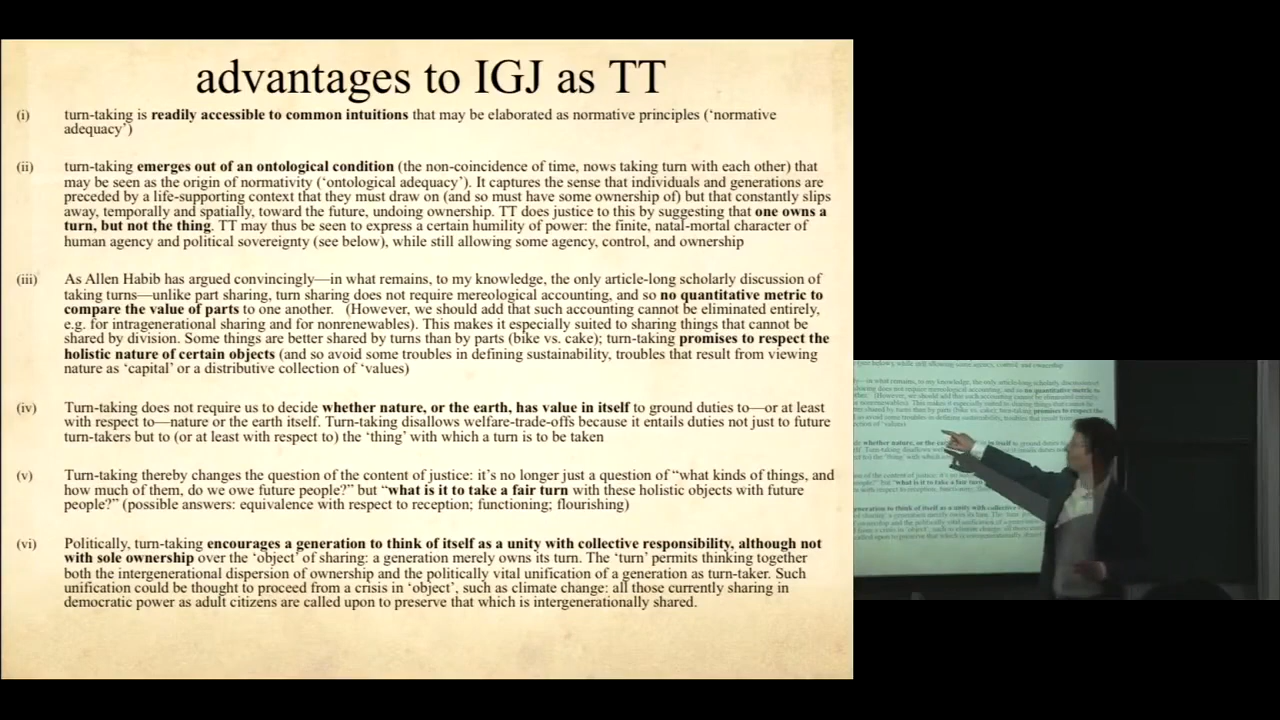 advantages to IGJ as TT
(i) turn-taking is readily accessible to common intuitions that may be elaborated as normative principles (‘normative
adequacy’)
(ii) turn-taking emerges out of an ontological condition (the non-coincidence of time, nows taking turn with each other) that
may be seen as the origin of normativity (‘ontological adequacy’). It captures the sense that individuals and generations are
preceded by a life-supporting context that they must draw on (and so must have some ownership of) but that constantly slips
away, temporally and spatially, toward the future, undoing ownership. TT does justice to this by suggesting that one owns a
turn, but not the thing. TT may thus be seen to express a certain humility of power: the finite, natal-mortal character of
human agency and political sovereignty (see below), while still allowing some agency, control, and ownership
(iii) As Allen Habib has argued convincingly—in what remains, to my knowledge, the only article-long scholarly discussion of
taking turns—unlike part sharing, turn sharing does not require mereological accounting, and so no quantitative metric to
compare the value of parts to one another. (However, we should add that such accounting cannot be eliminated entirely,
e.g. for intragenerational sharing and for nonrenewables). This makes it especially suited to sharing things that cannot be
shared by division. Some things are better shared by turns than by parts (bike vs. cake); turn-taking promises to respect the
holistic nature of certain objects (and so avoid some troubles in defining sustainability, troubles that result from viewing
nature as ‘capital’ or a distributive collection of ‘values)
(iv) Turn-taking does not require us to decide whether nature, or the earth, has value in itself to ground duties to—or at least
with respect to—nature or the earth itself. Turn-taking disallows welfare-trade-offs because it entails duties not just to future
turn-takers but to (or at least with respect to) the ‘thing’ with which a turn is to be taken
(v) Turn-taking thereby changes the question of the content of justice: it’s no longer just a question of “what kinds of things, and
how much of them, do we owe future people?” but “what is it to take a fair turn with these holistic objects with future
people?” (possible answers: equivalence with respect to reception; functioning; flourishing)
(vi) Politically, turn-taking encourages a generation to think of itself as a unity with collective responsibility, although not
with sole ownership over the ‘object’ of sharing: a generation merely owns its turn. The ‘turn’ permits thinking together
both the intergenerational dispersion of ownership and the politically vital unification of a generation as turn-taker. Such
unification could be thought to proceed from a crisis in ‘object’, such as climate change: all those currently sharing in
democratic power as adult citizens are called upon to preserve that which is intergenerationally shared.